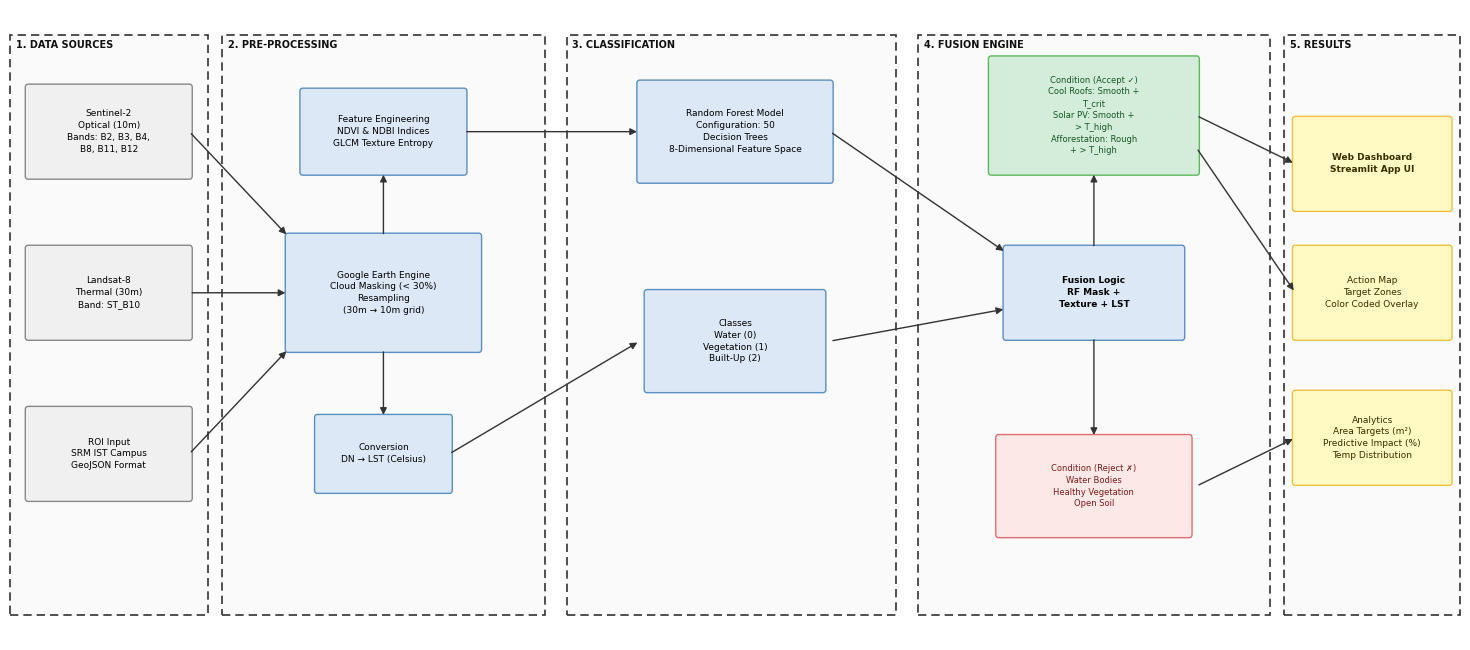 1. DATA SOURCES
Sentinel-2
Optical (10m)
Bands: B2, B3, B4,
B8, B11, B12
Landsat-8
Thermal (30m)
Band: ST_B10
ROI Input
SRM IST Campus
GeoJSON Format
2. PRE-PROCESSING
Feature Engineering
NDVI & NDBI Indices
GLCM Texture Entropy
Google Earth Engine
Cloud Masking (< 30%)
Resampling
(30m → 10m grid)
Conversion
DN → LST (Celsius)
3. CLASSIFICATION
Random Forest Model
Configuration: 50
Decision Trees
8-Dimensional Feature Space
Classes
Water (0)
Vegetation (1)
Built-Up (2)
4. FUSION ENGINE
Condition (Accept ✓)
Cool Roofs: Smooth +
T_crit
Solar PV: Smooth +
> T_high
Afforestation: Rough
+ > T_high
Fusion Logic
RF Mask +
Texture + LST
Condition (Reject ✗)
Water Bodies
Healthy Vegetation
Open Soil
5. RESULTS
Web Dashboard
Streamlit App UI
Action Map
Target Zones
Color Coded Overlay
Analytics
Area Targets (m²)
Predictive Impact (%)
Temp Distribution